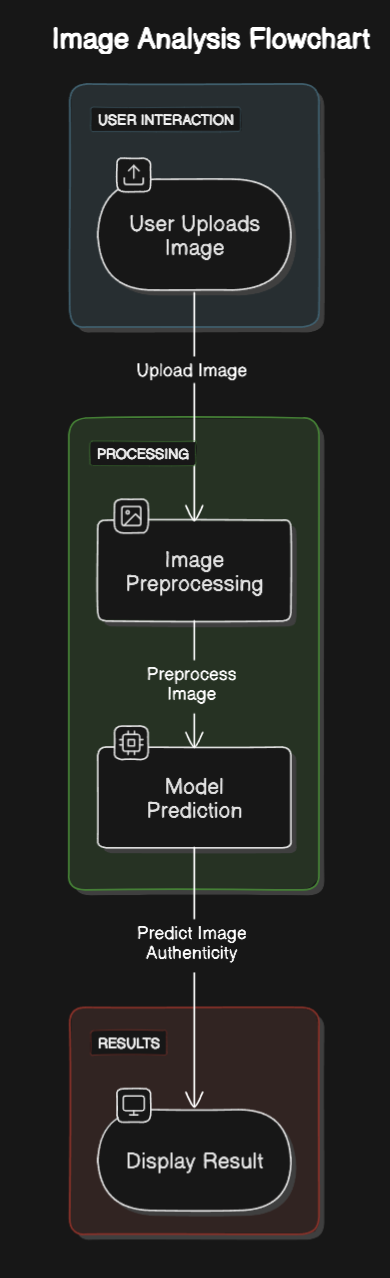 Image Analysis Flowchart
USER INTERACTION
User Uploads
Image
Upload Image
PROCESSING
Image
Preprocessing
Preprocess
Image
Model
Prediction
Predict Image
Authenticity
RESULTS
Display Result